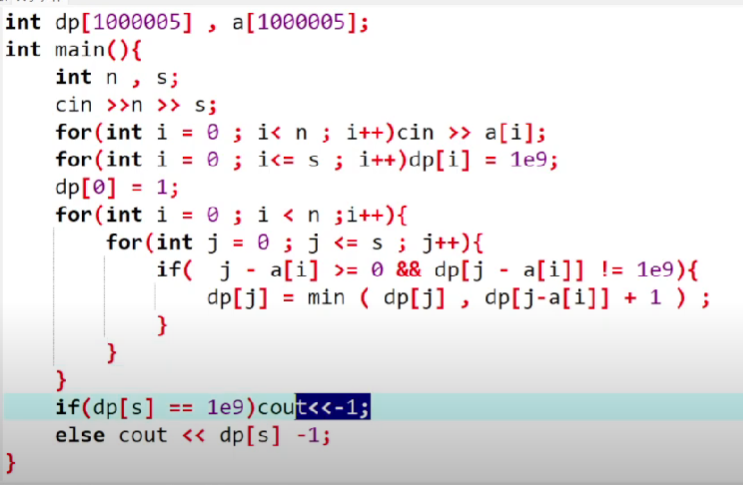 int dp[1000005] , a[1000005];
int main(){
int n , s;
cin >>n >> s;
for(int i = 0 ; i< n ; i++)cin >> a[i];
for(int i = 0 ; i<= s ; i++)dp[i] = 1e9;
dp[0] = 1;
for(int i = 0 ; i < n ;i++){
for(int j = 0 ; j <= s ; j++){
if( j - a[i] >= 0 && dp[j - a[i]] != 1e9){
dp[j] = min ( dp[j] , dp[j-a[i]] + 1 ) ;
}
}
}
if(dp[s] == 1e9)cout<<-1;
else cout << dp[s] -1;
}